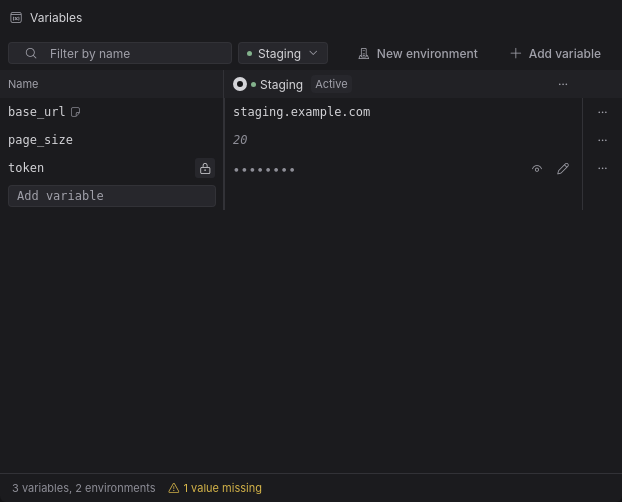 Variables
Filter by name
Staging
New environment
Add variable
Name
Staging Active
base_url staging.example.com
page_size 20
token ••••••••
Add variable
3 variables, 2 environments 1 value missing